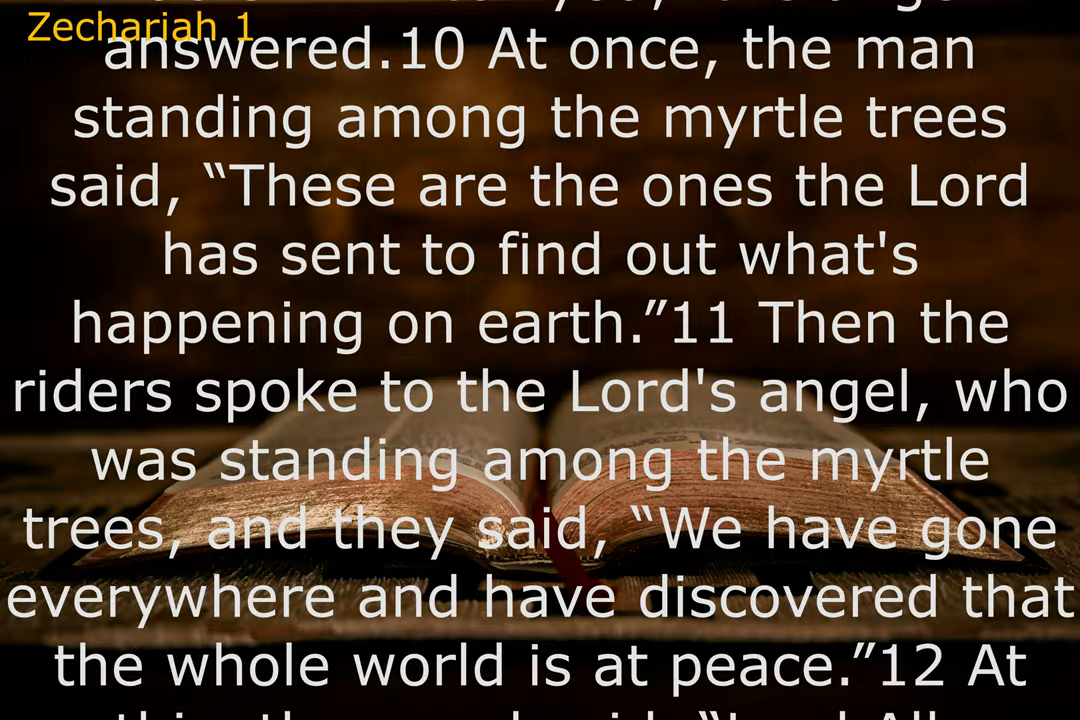 Zechariah 1
answered.10 At once, the man
standing among the myrtle trees
said, “These are the ones the Lord
has sent to find out what's
happening on earth.”11 Then the
riders spoke to the Lord's angel, who
was standing among the myrtle
trees, and they said, “We have gone
everywhere and have discovered that
the whole world is at peace.”12 At